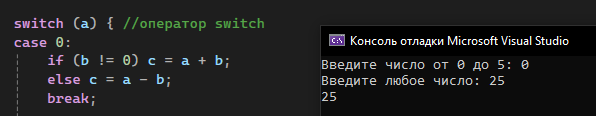 switch (a) { //оператор switch
case 0:
if (b != 0) c = a + b;
else c = a - b;
break;
Консоль отладки Microsoft Visual Studio
Введите число от 0 до 5: 0
Введите любое число: 25
25